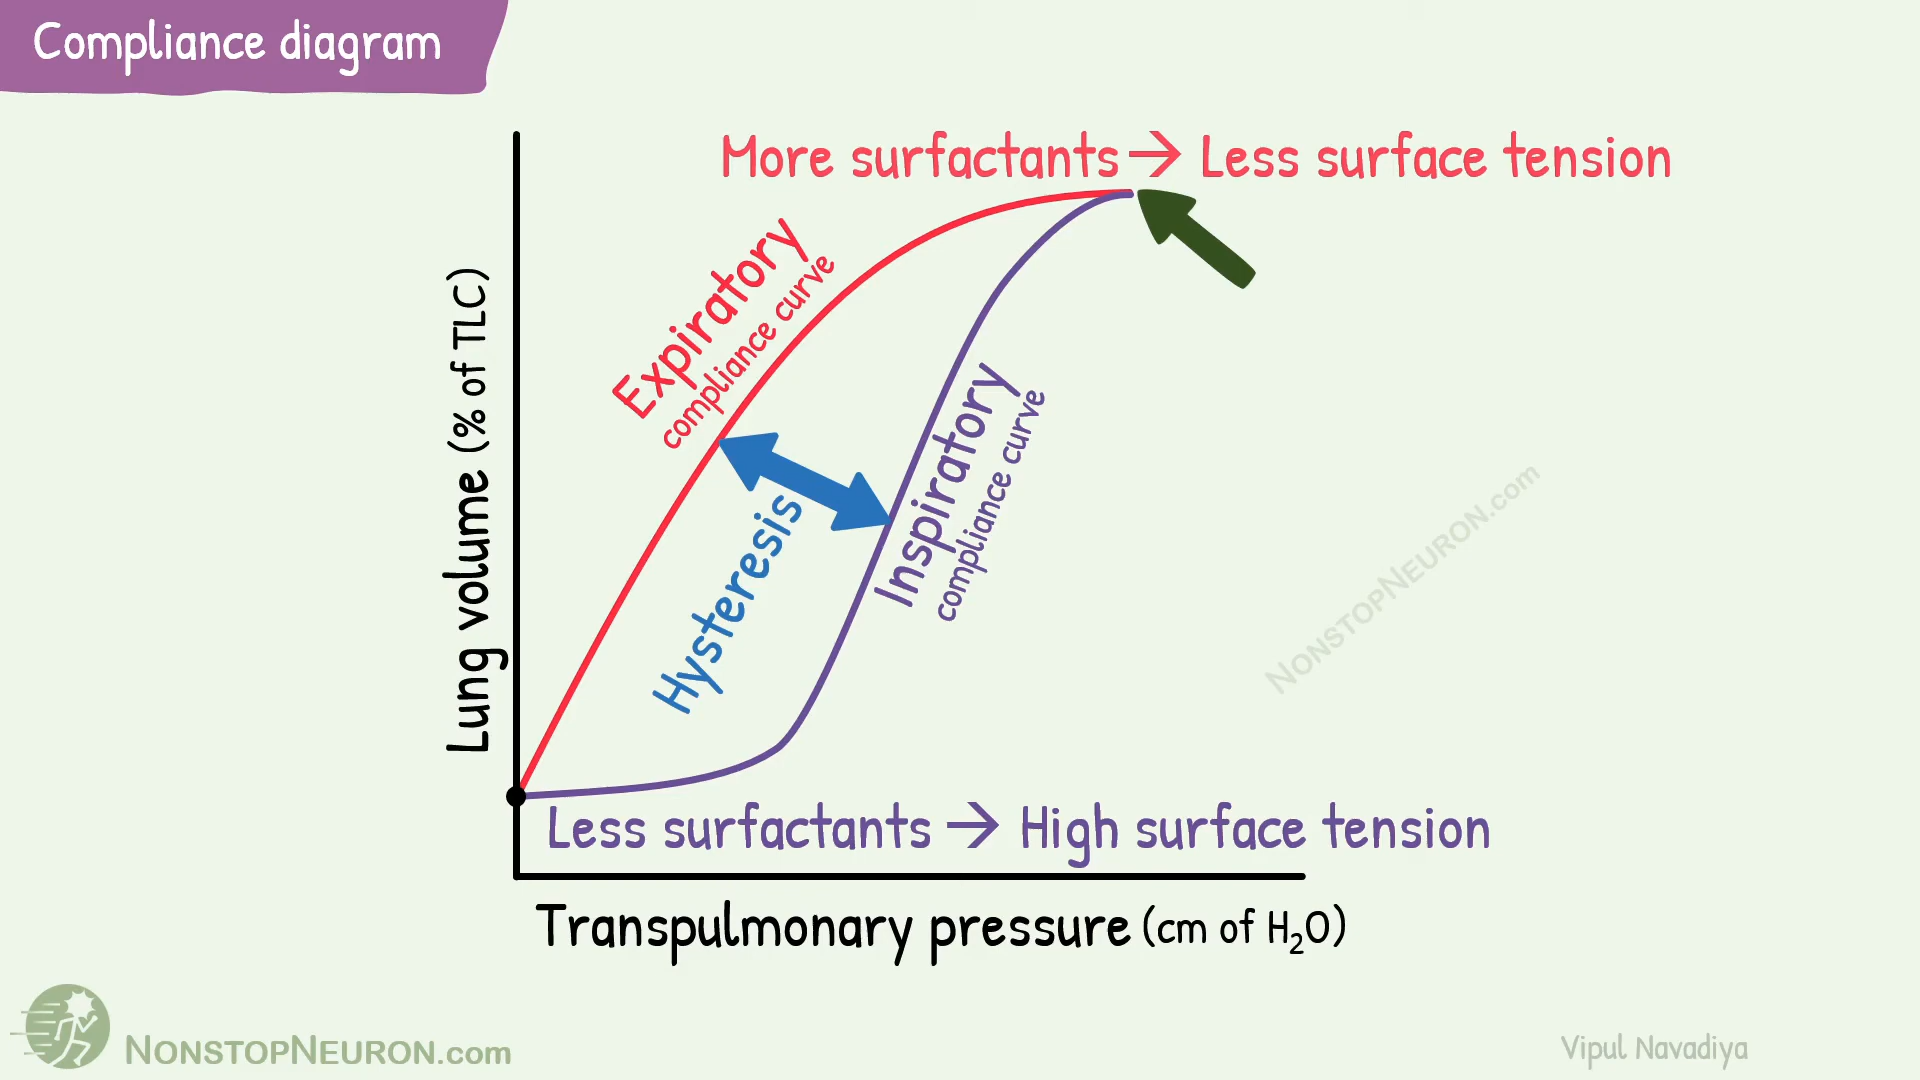 Compliance diagram
More surfactants → Less surface tension
Expiratory
compliance curve
Lung volume (% of TLC)
Hysteresis
Inspiratory
compliance curve
NONSTOPNEURON.com
Less surfactants → High surface tension
Transpulmonary pressure (cm of H₂O)
NONSTOPNEURON.com
Vipul Navadiya